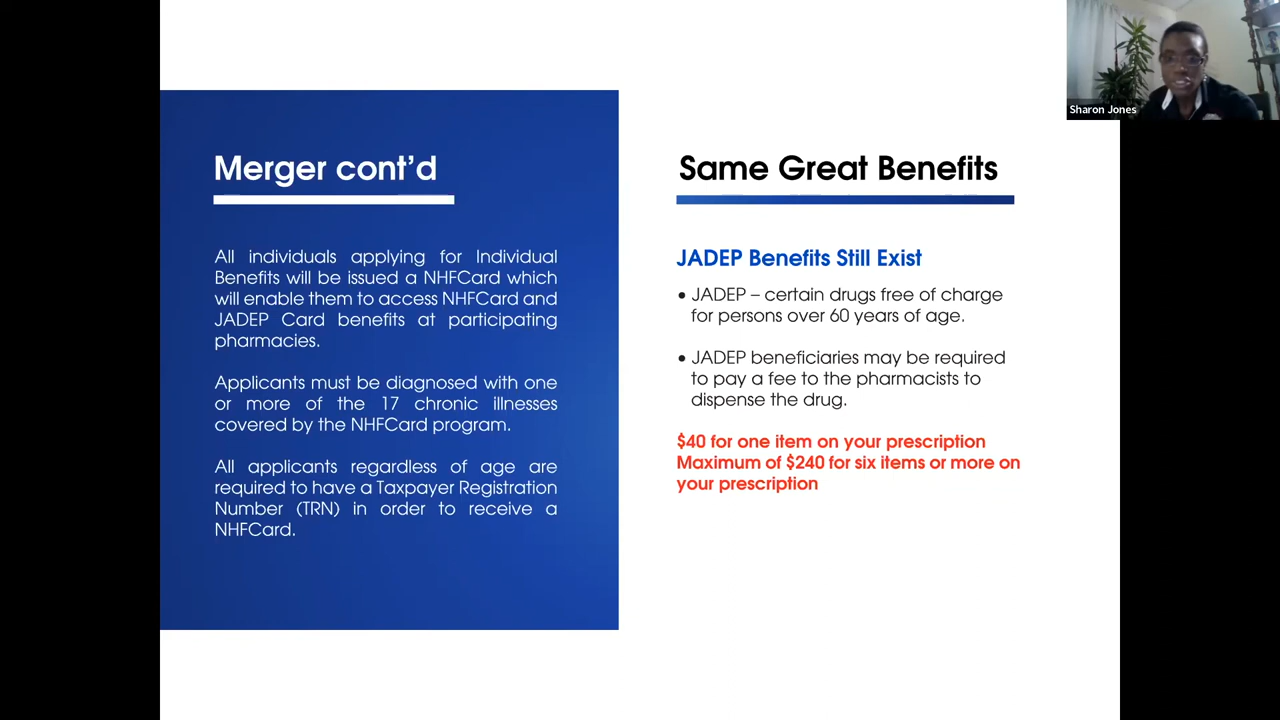 Merger cont’d
All individuals applying for Individual
Benefits will be issued a NHFCard which
will enable them to access NHFCard and
JADEP Card benefits at participating
pharmacies.
Applicants must be diagnosed with one
or more of the 17 chronic illnesses
covered by the NHFCard program.
All applicants regardless of age are
required to have a Taxpayer Registration
Number (TRN) in order to receive a
NHFCard.
Same Great Benefits
JADEP Benefits Still Exist
• JADEP – certain drugs free of charge
for persons over 60 years of age.
• JADEP beneficiaries may be required
to pay a fee to the pharmacists to
dispense the drug.
$40 for one item on your prescription
Maximum of $240 for six items or more on
your prescription
Sharon Jones